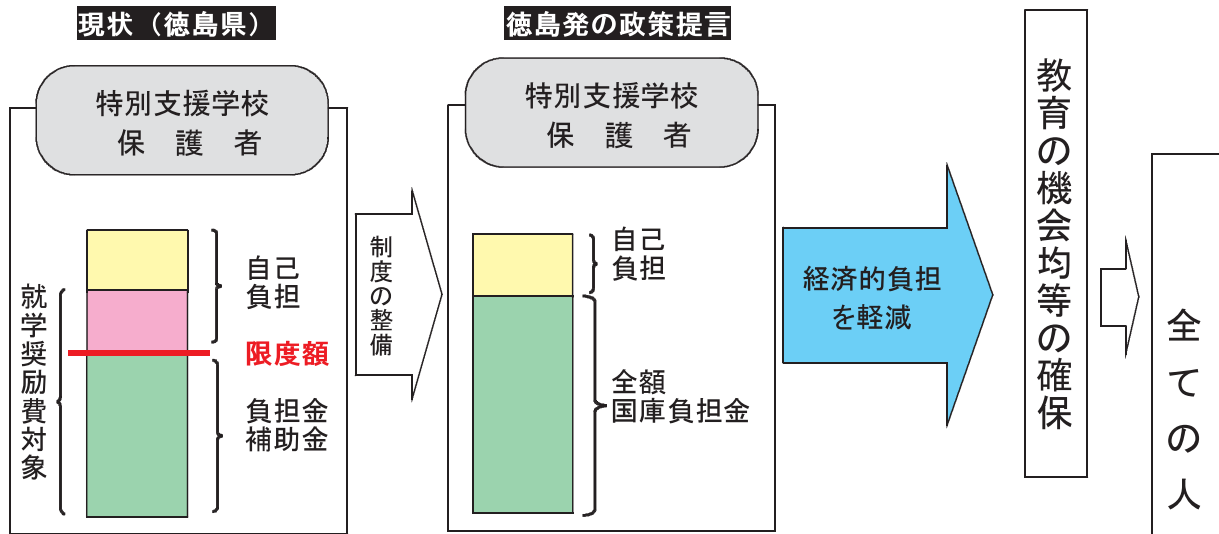 現状（徳島県）
特別支援学校
保護者
就学奨励費対象
自己
負担
限度額
負担金
補助金
制度の整備
徳島発の政策提言
特別支援学校
保護者
自己
負担
全額
国庫負担金
経済的負担
を軽減
教育の機会均等の確保
全ての人